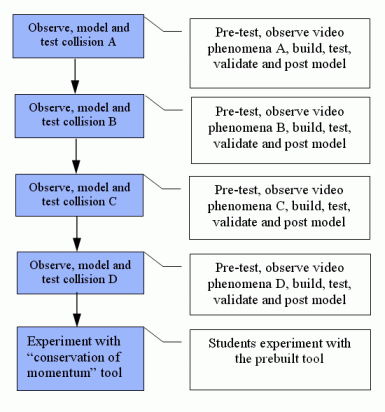 Observe, model and
test collision A
Pre-test, observe video
phenomena A, build, test,
validate and post model
Observe, model and
test collision B
Pre-test, observe video
phenomena B, build, test,
validate and post model
Observe, model and
test collision C
Pre-test, observe video
phenomena C, build, test,
validate and post model
Observe, model and
test collision D
Pre-test, observe video
phenomena D, build, test,
validate and post model
Experiment with
“conservation of
momentum” tool
Students experiment with
the prebuilt tool